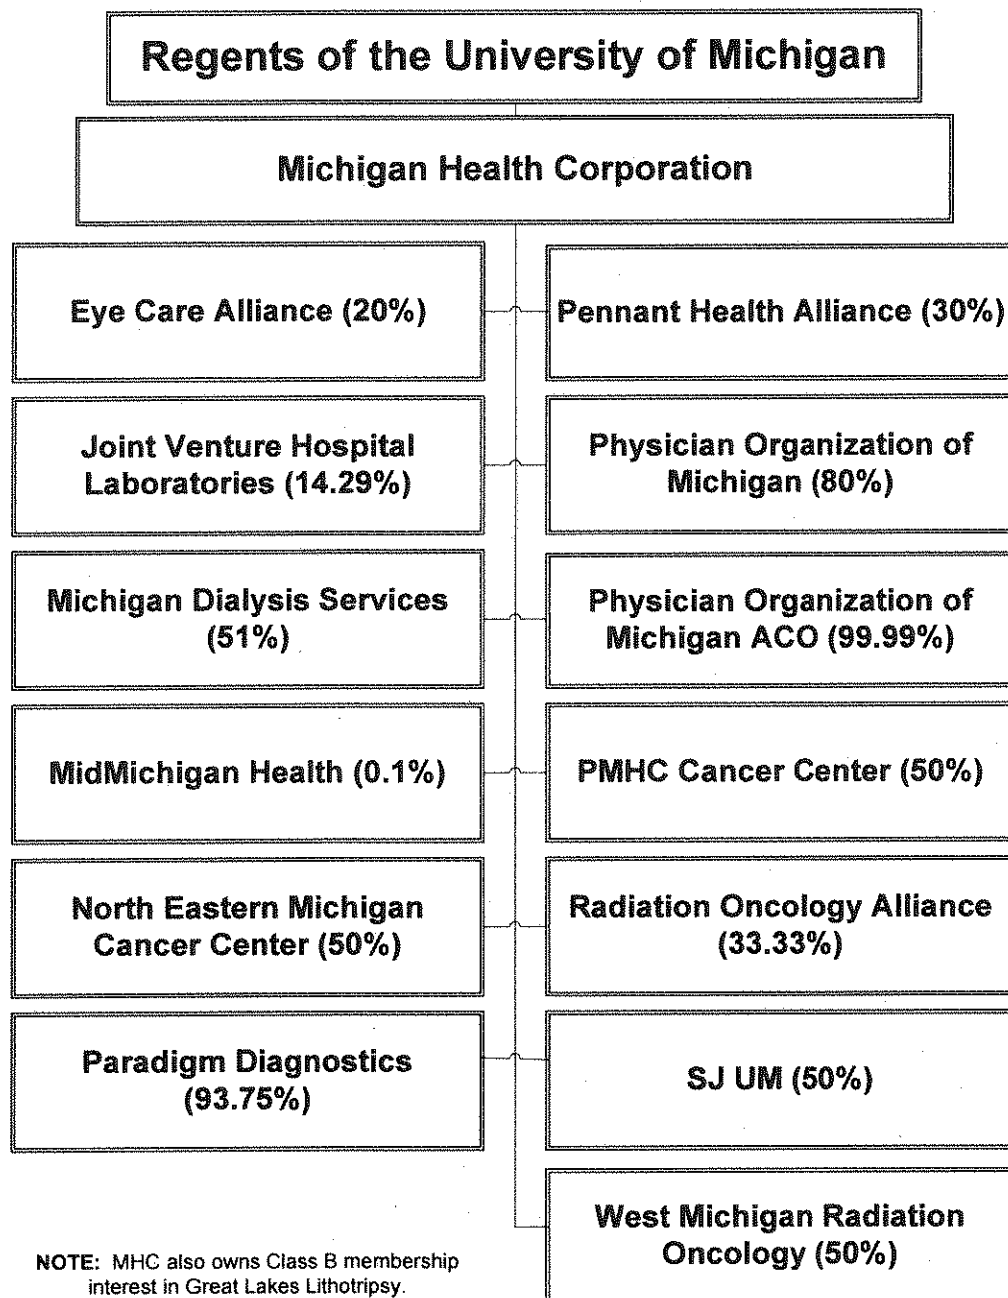 Regents of the University of Michigan
Michigan Health Corporation
Eye Care Alliance (20%)
Pennant Health Alliance (30%)
Joint Venture Hospital
Laboratories (14.29%)
Physician Organization of
Michigan (80%)
Michigan Dialysis Services
(51%)
Physician Organization of
Michigan ACO (99.99%)
MidMichigan Health (0.1%)
PMHC Cancer Center (50%)
North Eastern Michigan
Cancer Center (50%)
Radiation Oncology Alliance
(33.33%)
Paradigm Diagnostics
(93.75%)
SJ UM (50%)
West Michigan Radiation
Oncology (50%)
NOTE: MHC also owns Class B membership
interest in Great Lakes Lithotripsy.